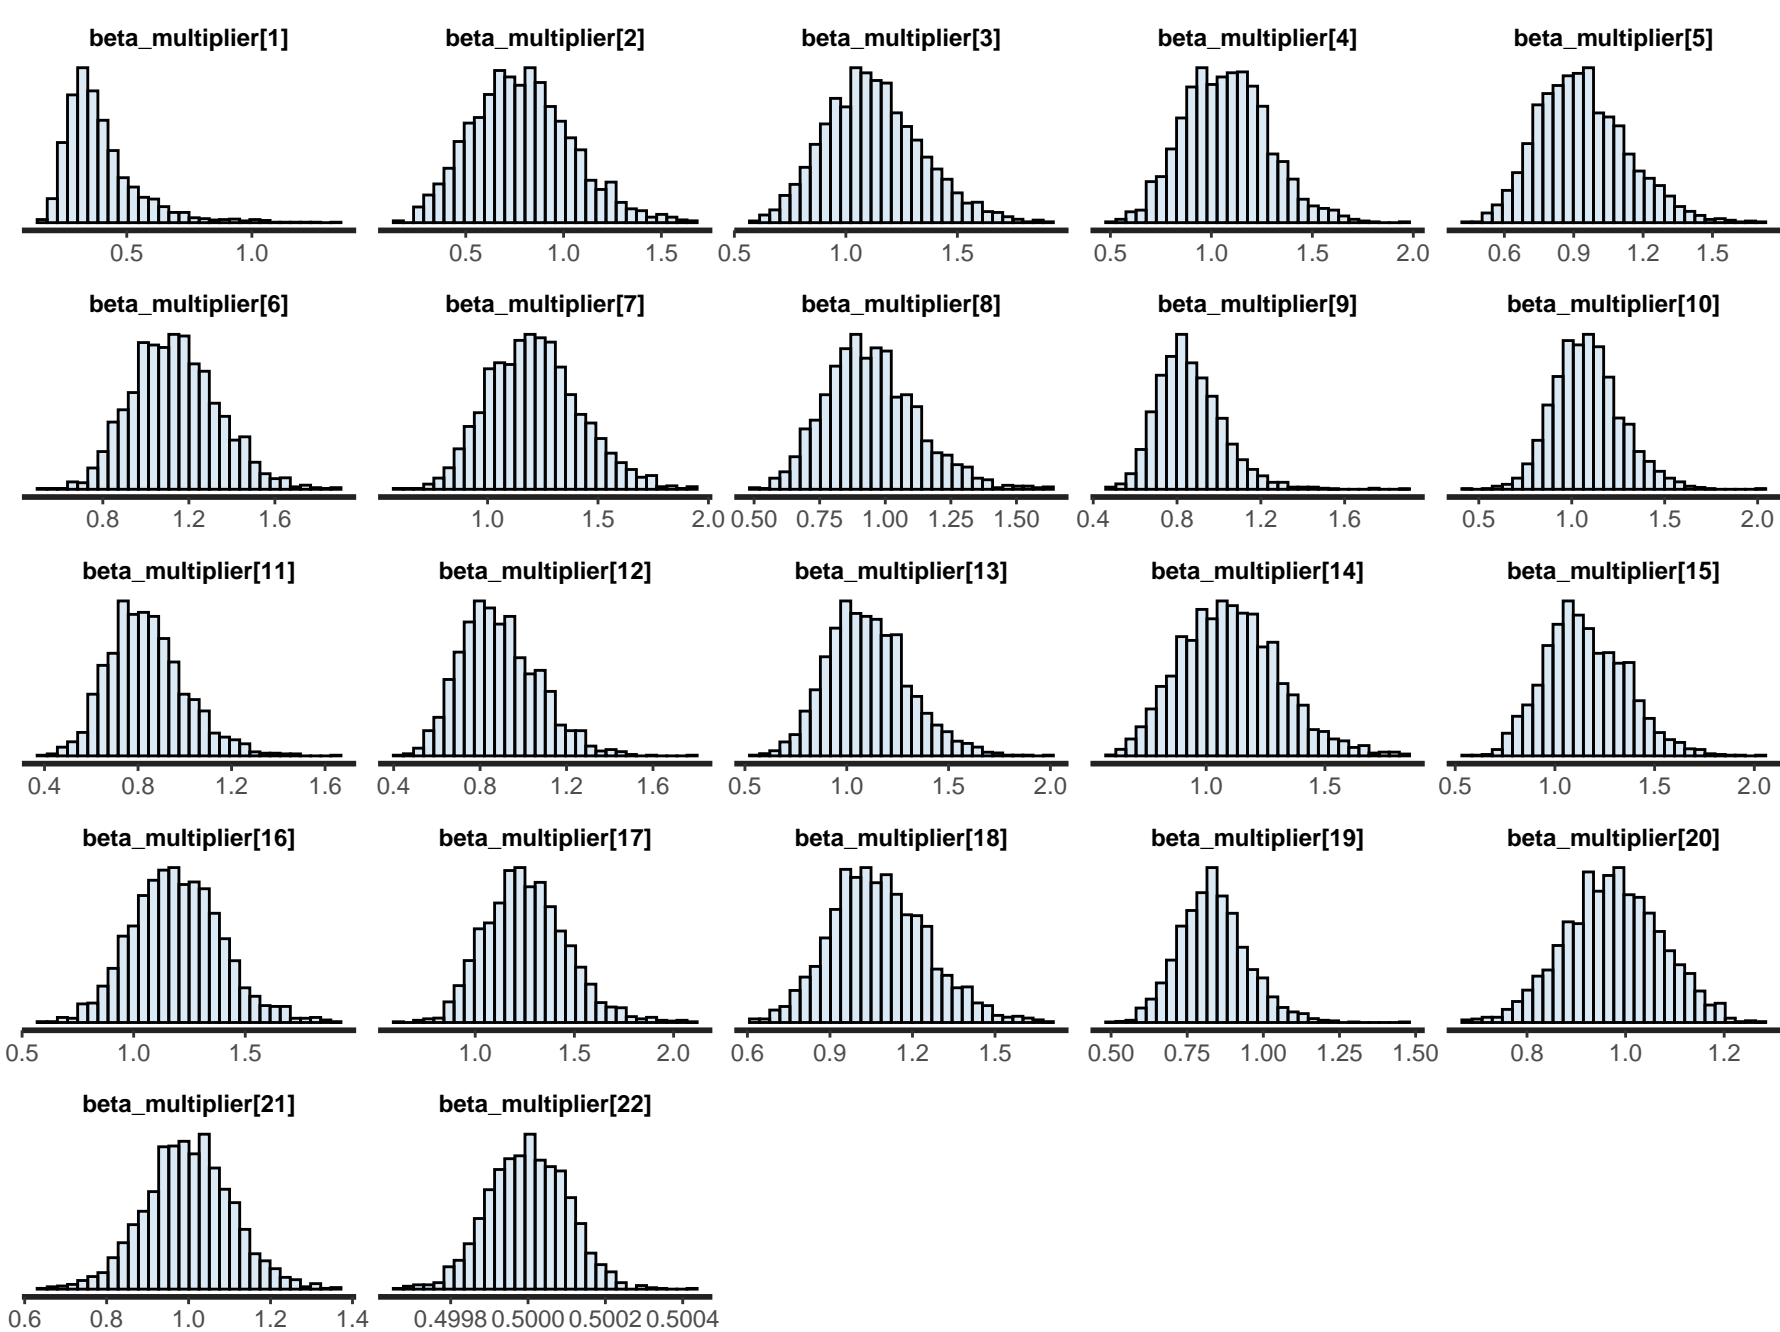 beta_multiplier[1] beta_multiplier[2] beta_multiplier[3] beta_multiplier[4] beta_multiplier[5]
0.5 1.0 0.5 1.0 1.5 0.5 1.0 1.5 0.5 1.0 1.5 2.0 0.6 0.9 1.2 1.5
beta_multiplier[6] beta_multiplier[7] beta_multiplier[8] beta_multiplier[9] beta_multiplier[10]
0.8 1.2 1.6 1.0 1.5 2.0 0.50 0.75 1.00 1.25 1.50 0.4 0.8 1.2 1.6 0.5 1.0 1.5 2.0
beta_multiplier[11] beta_multiplier[12] beta_multiplier[13] beta_multiplier[14] beta_multiplier[15]
0.4 0.8 1.2 1.6 0.4 0.8 1.2 1.6 0.5 1.0 1.5 2.0 1.0 1.5 0.5 1.0 1.5 2.0
beta_multiplier[16] beta_multiplier[17] beta_multiplier[18] beta_multiplier[19] beta_multiplier[20]
0.5 1.0 1.5 1.0 1.5 2.0 0.6 0.9 1.2 1.5 0.50 0.75 1.00 1.25 1.50 0.8 1.0 1.2
beta_multiplier[21] beta_multiplier[22]
0.6 0.8 1.0 1.2 1.4 0.4998 0.5000 0.5002 0.5004